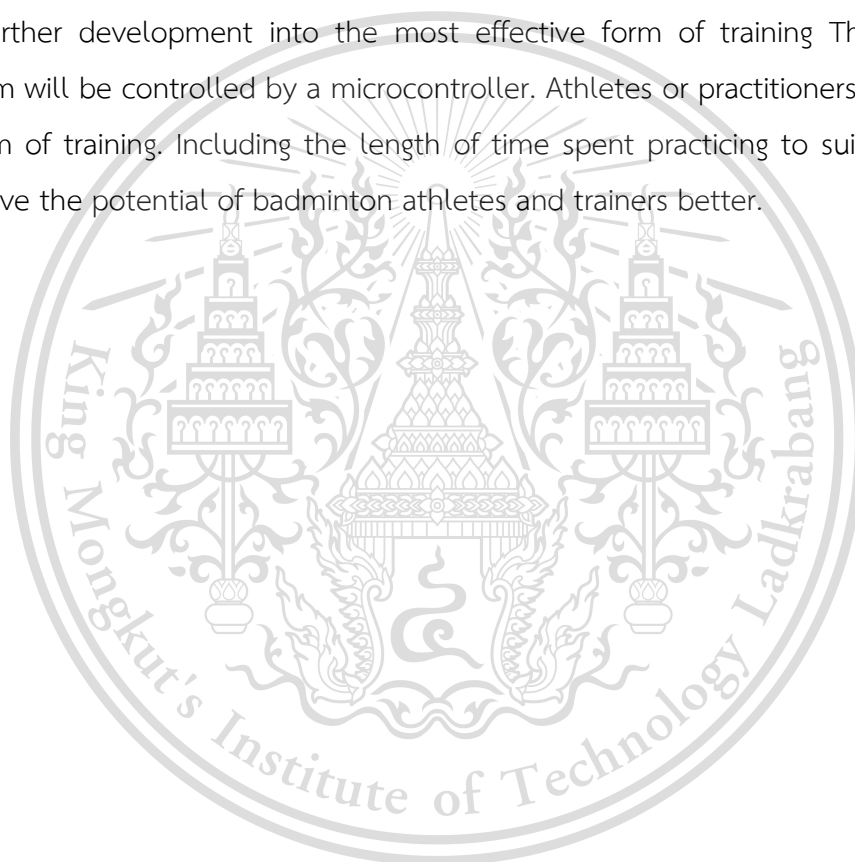 rther development into the most effective form of training Th
m will be controlled by a microcontroller. Athletes or practitioners
m of training. Including the length of time spent practicing to sui
ve the potential of badminton athletes and trainers better.
King Mongkut's Institute of Technology Ladkrabang